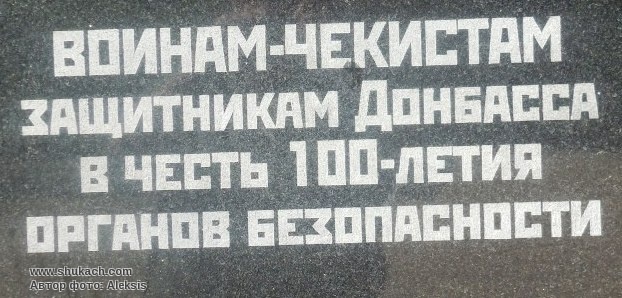 ВОИНАМ-ЧЕКИСТАМ
ЗАЩИТНИКАМ ДОНБАССА
В ЧЕСТЬ 100-ЛЕТИЯ
ОРГАНОВ БЕЗОПАСНОСТИ
www.shukach.com
Автор фото: Aleksis